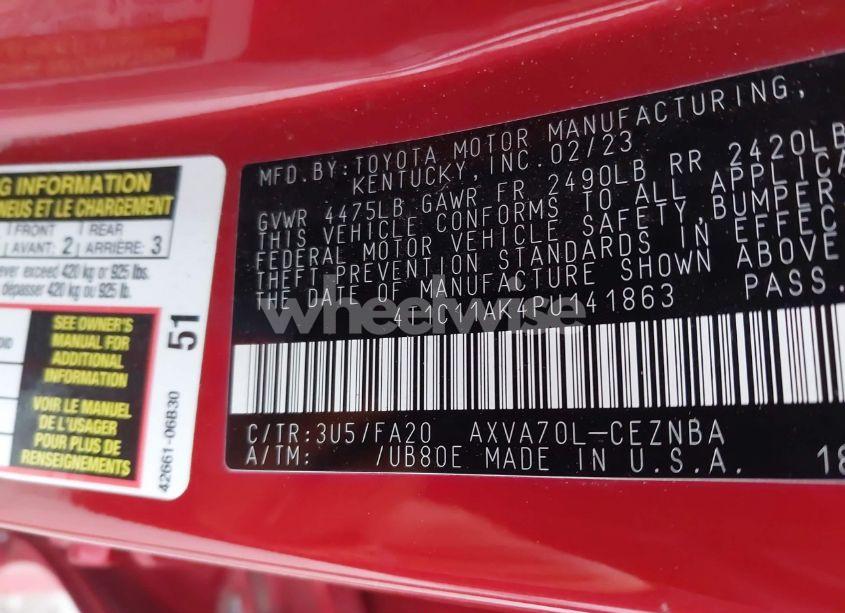 G INFORMATION
NEUS ET LE CHARGEMENT
FRONT REAR
AVANT: 2 ARRIÈRE: 3
ever exceed 420 kg or 925 lbs.
dépasser 420 kg ou 925 lb.
SEE OWNER'S
MANUAL FOR
ADDITIONAL
INFORMATION
VOIR LE MANUEL
DE L'USAGER
POUR PLUS DE
RENSEIGNEMENTS
51
42661-06B30
MFD.BY:TOYOTA MOTOR MANUFACTURING,
KENTUCKY, INC.02/23
GVWR 4475LB GAWR FR 2490LB RR 2420LB
THIS VEHICLE CONFORMS TO ALL APPLICA
FEDERAL MOTOR VEHICLE SAFETY,BUMPER
THEFT PREVENTION STANDARDS IN EFFEC
THE DATE OF MANUFACTURE SHOWN ABOVE
4T1C11AK4PU141863 PASS.
C/TR:3U5/FA20 AXVA70L-CEZNBA
A/TM: /UB80E MADE IN U.S.A. 18
wheelwise